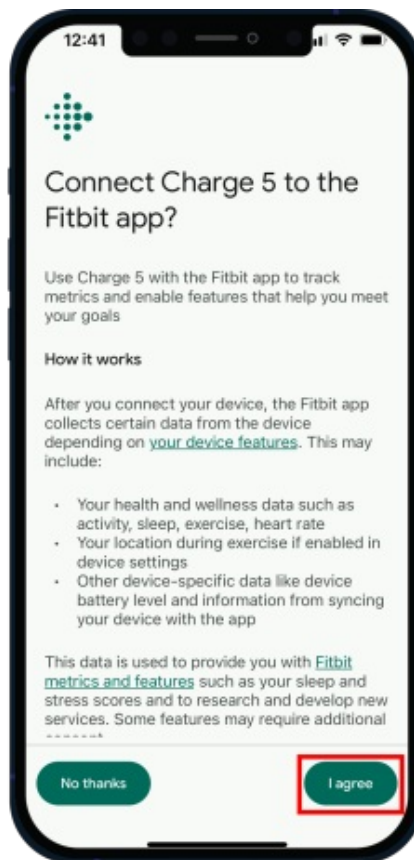 12:41
Connect Charge 5 to the
Fitbit app?
Use Charge 5 with the Fitbit app to track
metrics and enable features that help you meet
your goals
How it works
After you connect your device, the Fitbit app
collects certain data from the device
depending on your device features. This may
include:
· Your health and wellness data such as
activity, sleep, exercise, heart rate
· Your location during exercise if enabled in
device settings
· Other device-specific data like device
battery level and information from syncing
your device with the app
This data is used to provide you with Fitbit
metrics and features such as your sleep and
stress scores and to research and develop new
services. Some features may require additional
No thanks
I agree